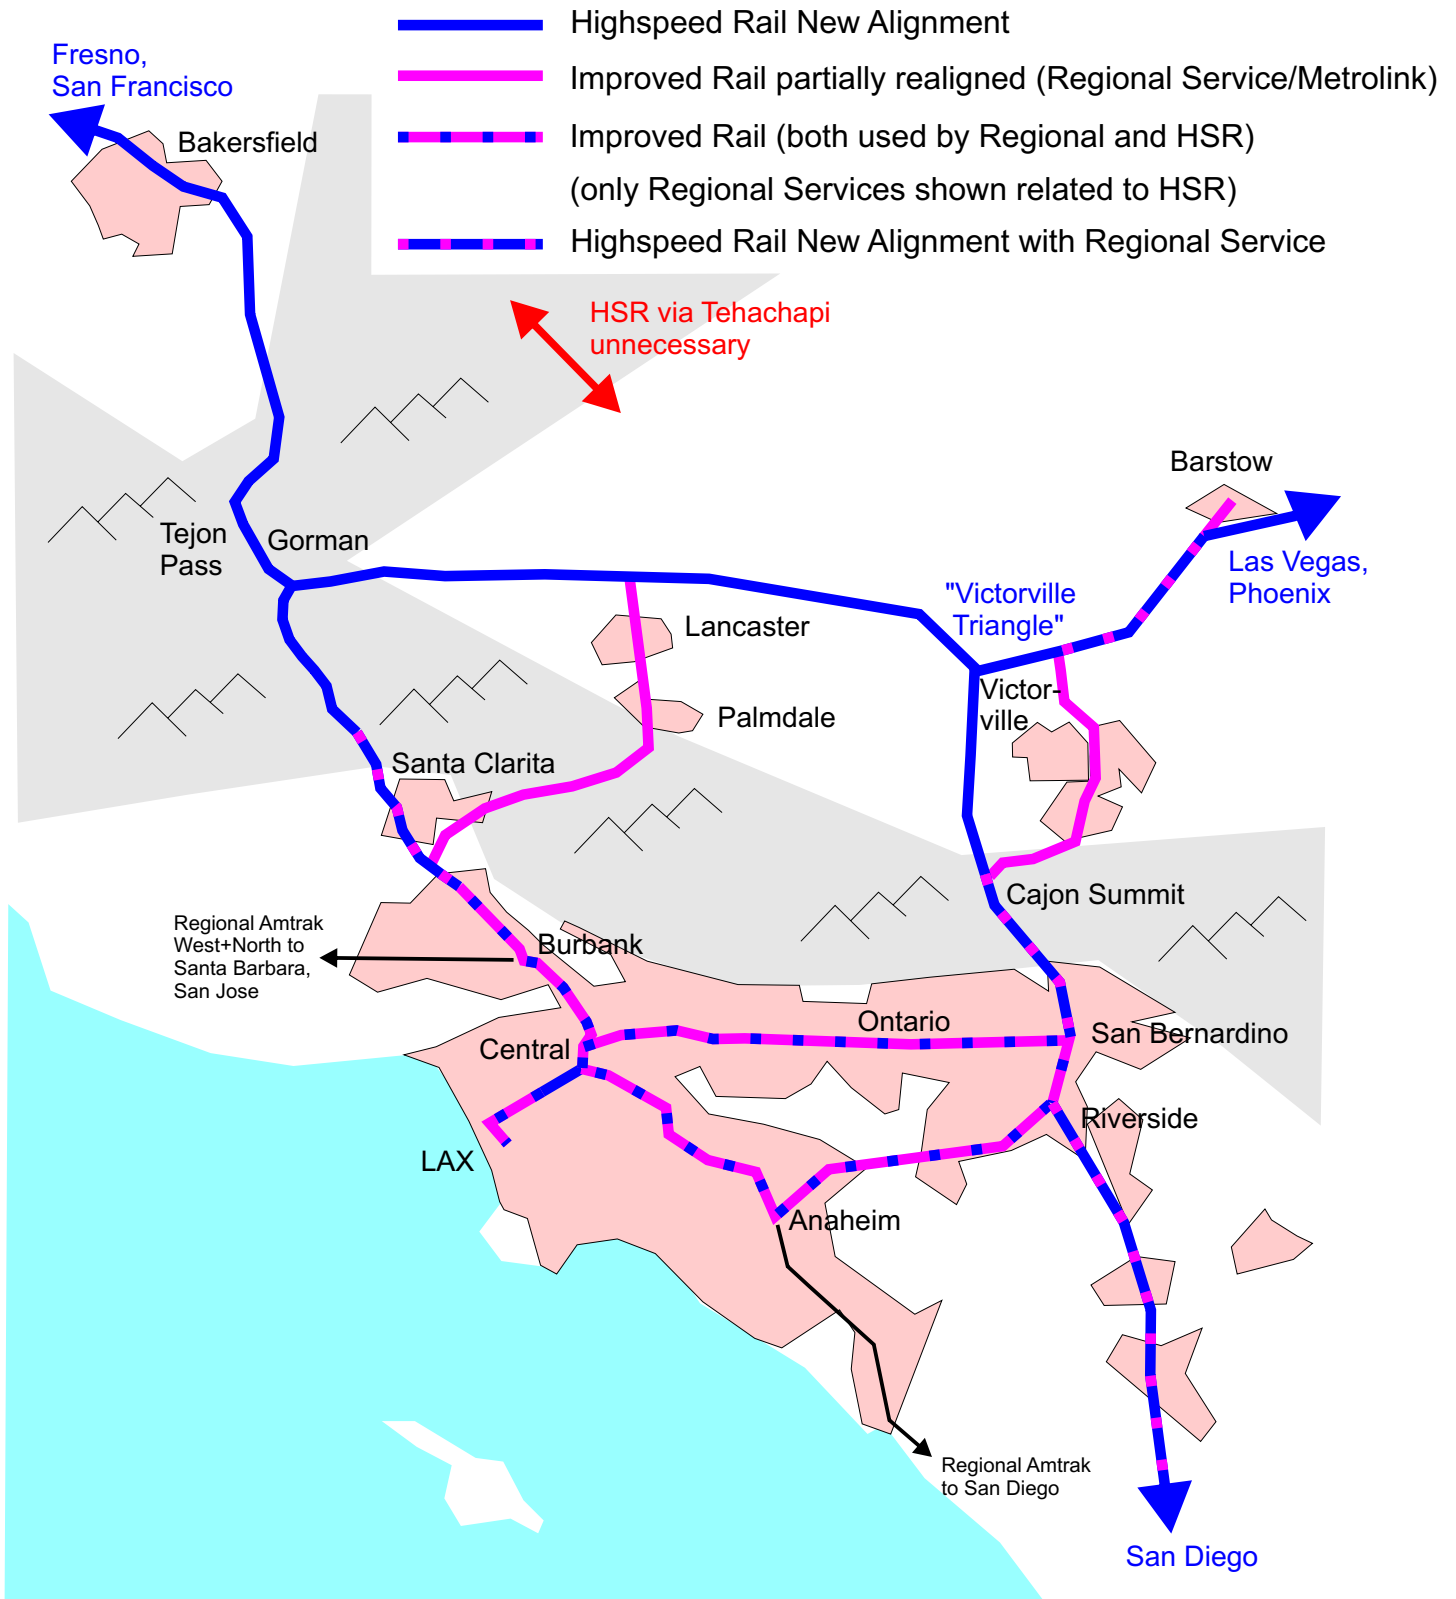 Highspeed Rail New Alignment
Improved Rail partially realigned (Regional Service/Metrolink)
Improved Rail (both used by Regional and HSR)
(only Regional Services shown related to HSR)
Highspeed Rail New Alignment with Regional Service
Fresno,
San Francisco
Bakersfield
HSR via Tehachapi
unnecessary
Barstow
Tejon
Pass
Gorman
Las Vegas,
Phoenix
"Victorville
Triangle"
Lancaster
Victor-
ville
Palmdale
Santa Clarita
Cajon Summit
Regional Amtrak
West+North to
Santa Barbara,
San Jose
Burbank
Ontario
Central
San Bernardino
Riverside
LAX
Anaheim
Regional Amtrak
to San Diego
San Diego